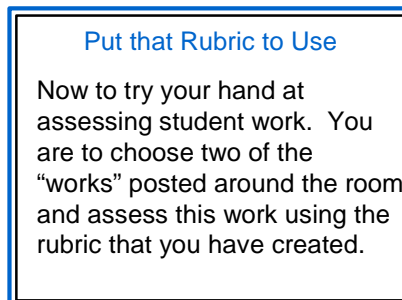 Put that Rubric to Use
Now to try your hand at
assessing student work.  You
are to choose two of the
“works” posted around the room
and assess this work using the
rubric that you have created.